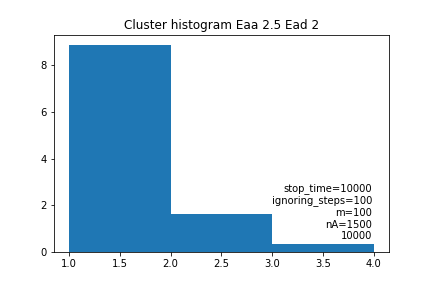 Cluster histogram Eaa 2.5 Ead 2
8
6
4
2
0
stop_time=10000
ignoring_steps=100
m=100
nA=1500
10000
1.0 1.5 2.0 2.5 3.0 3.5 4.0